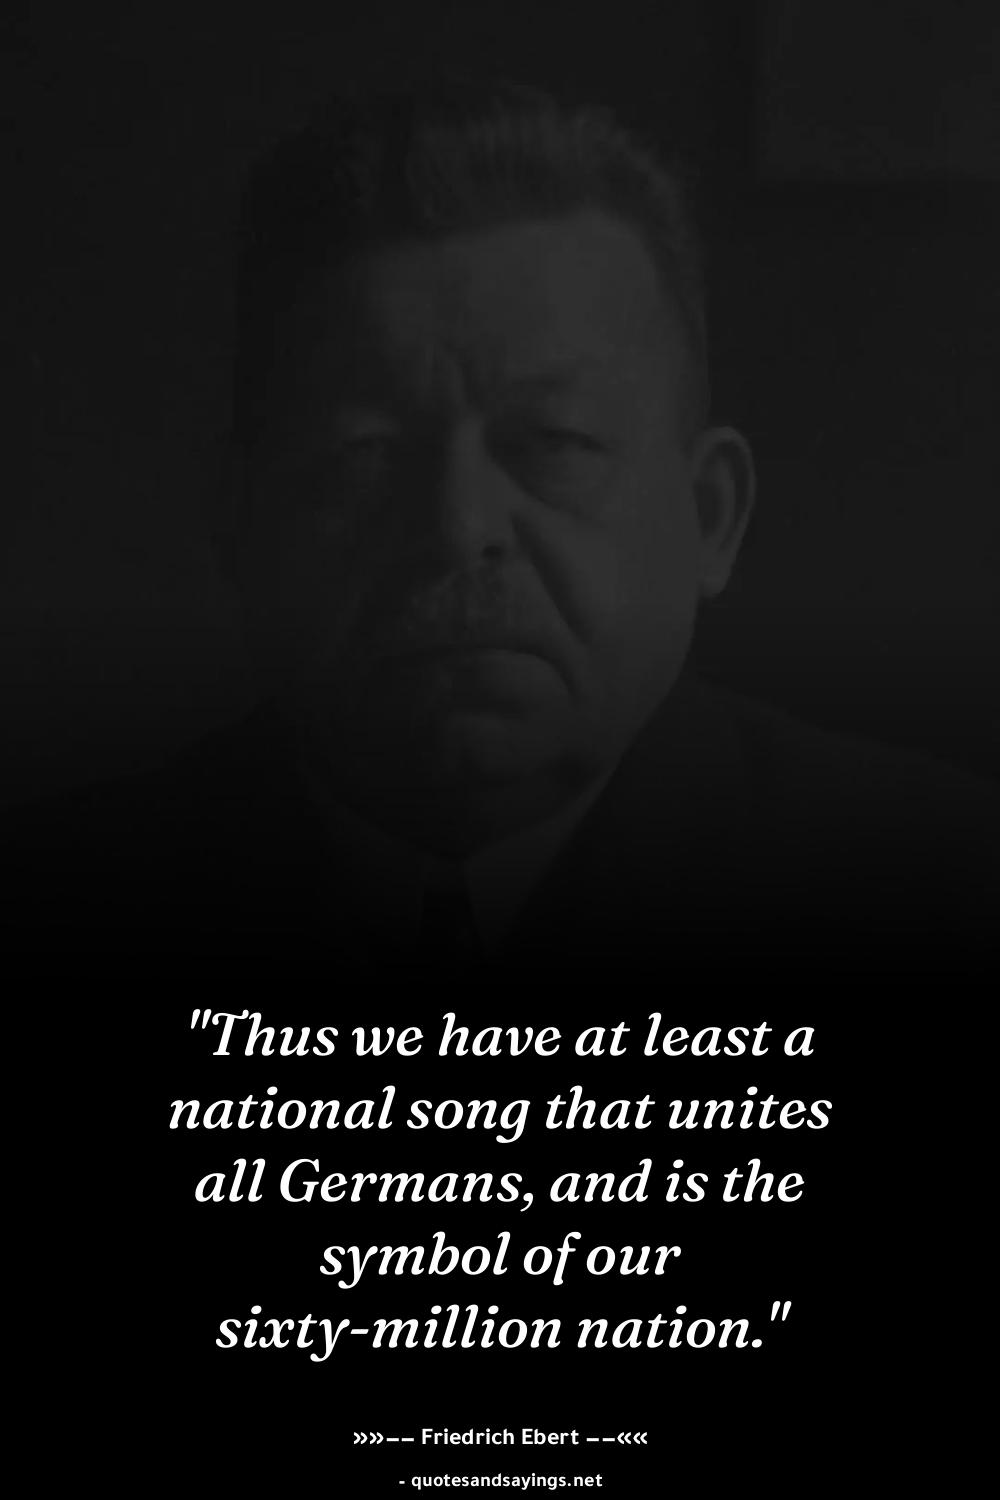 "Thus we have at least a
national song that unites
all Germans, and is the
symbol of our
sixty-million nation."
»»–– Friedrich Ebert ––««
- quotesandsayings.net